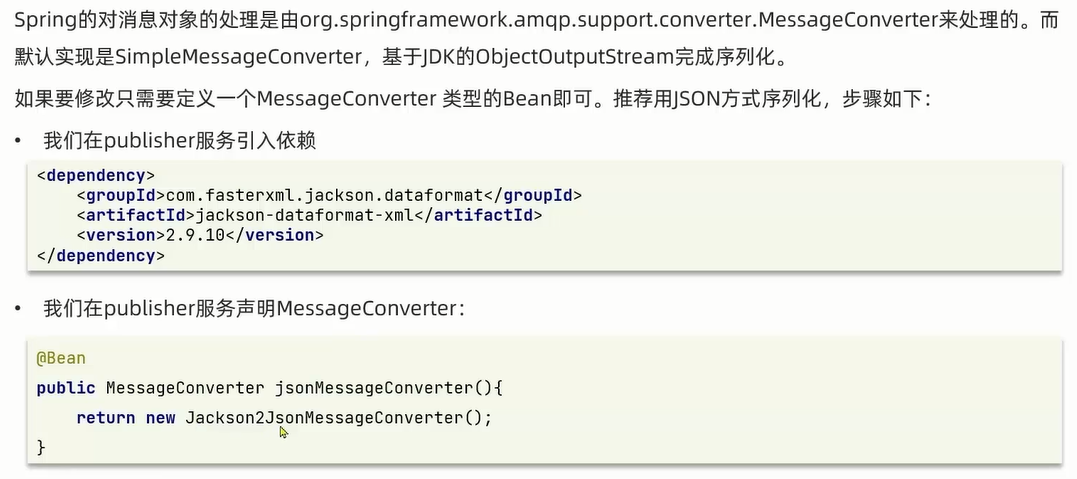 Spring的对消息对象的处理是由org.springframework.amqp.support.converter.MessageConverter来处理的。而
默认实现是SimpleMessageConverter，基于JDK的ObjectOutputStream完成序列化。
如果要修改只需要定义一个MessageConverter 类型的Bean即可。推荐用JSON方式序列化，步骤如下：
• 我们在publisher服务引入依赖
<dependency>
    <groupId>com.fasterxml.jackson.dataformat</groupId>
    <artifactId>jackson-dataformat-xml</artifactId>
    <version>2.9.10</version>
</dependency>
• 我们在publisher服务声明MessageConverter：
@Bean
public MessageConverter jsonMessageConverter(){
    return new Jackson2JsonMessageConverter();
}